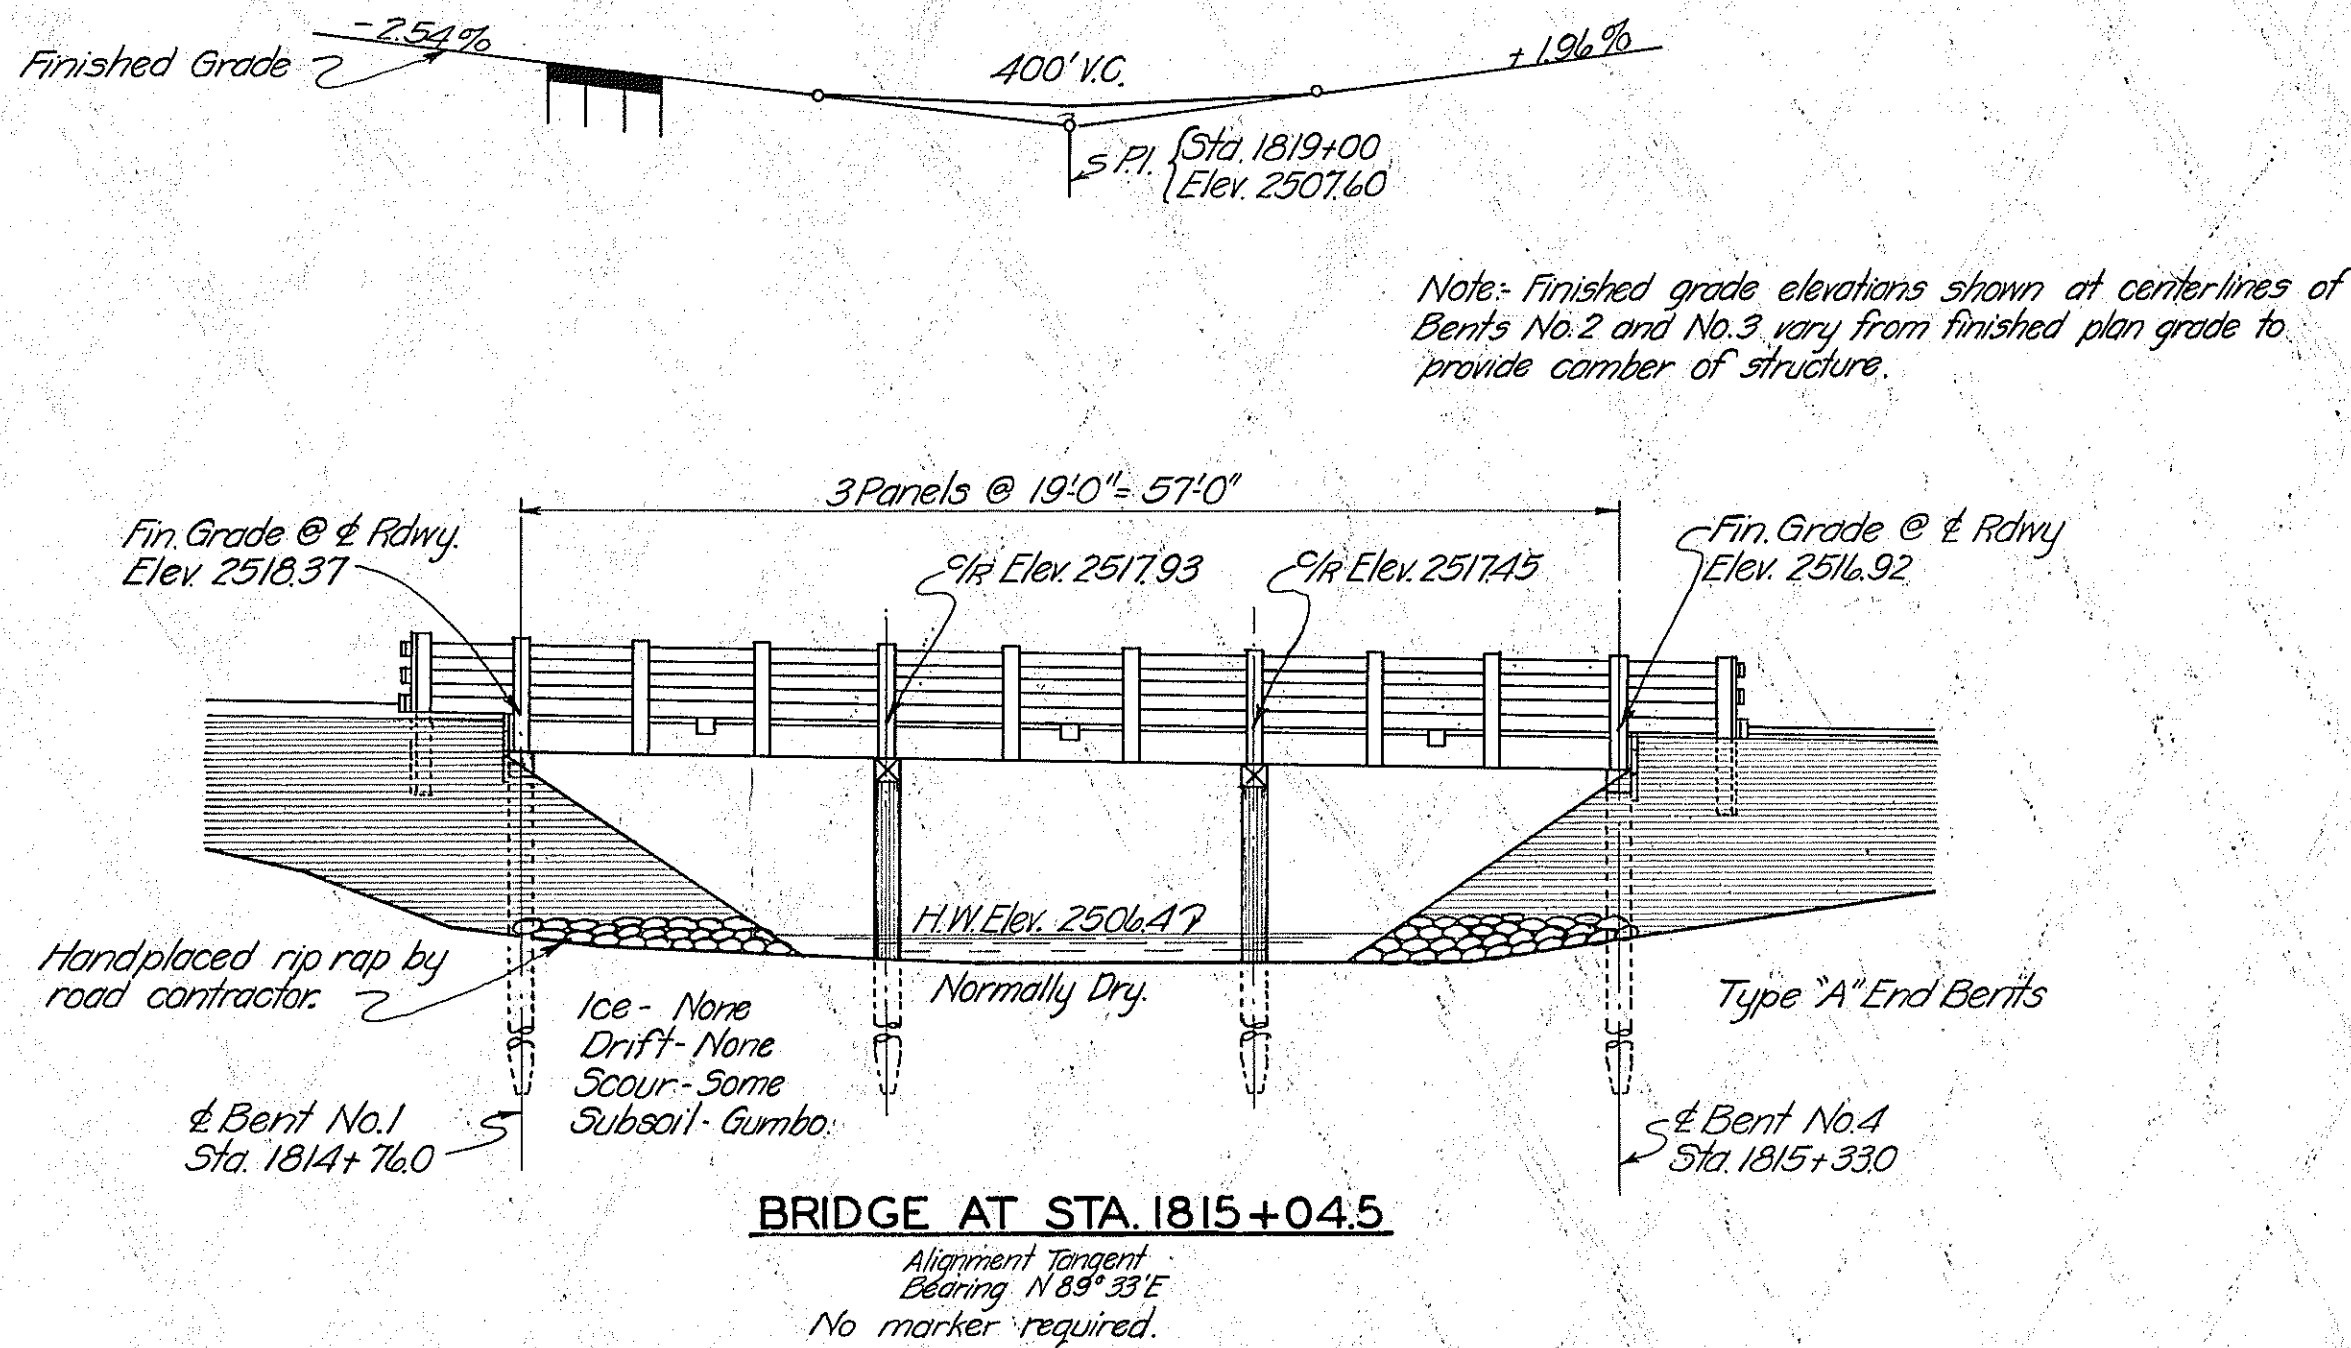 -2.54%
Finished Grade
400' V.C.
+1.96%
P.I. { Sta. 1819+00
Elev. 2507.60
Note:- Finished grade elevations shown at centerlines of
Bents No.2 and No.3 vary from finished plan grade to
provide camber of structure.
3 Panels @ 19'-0" = 57'-0"
Fin. Grade @ ℄ Rdwy.
Elev. 2518.37
c/R Elev. 2517.93
c/R Elev. 2517.45
Fin. Grade @ ℄ Rdwy
Elev. 2516.92
H.W. Elev. 2506.4?
Handplaced rip rap by
road contractor.
Normally Dry.
Ice - None
Drift - None
Scour - Some
Subsoil - Gumbo.
Type "A" End Bents
℄ Bent No.1
Sta. 1814+76.0
℄ Bent No.4
Sta. 1815+33.0
BRIDGE AT STA. 1815+04.5
Alignment Tangent
Bearing N 89° 33' E
No marker required.